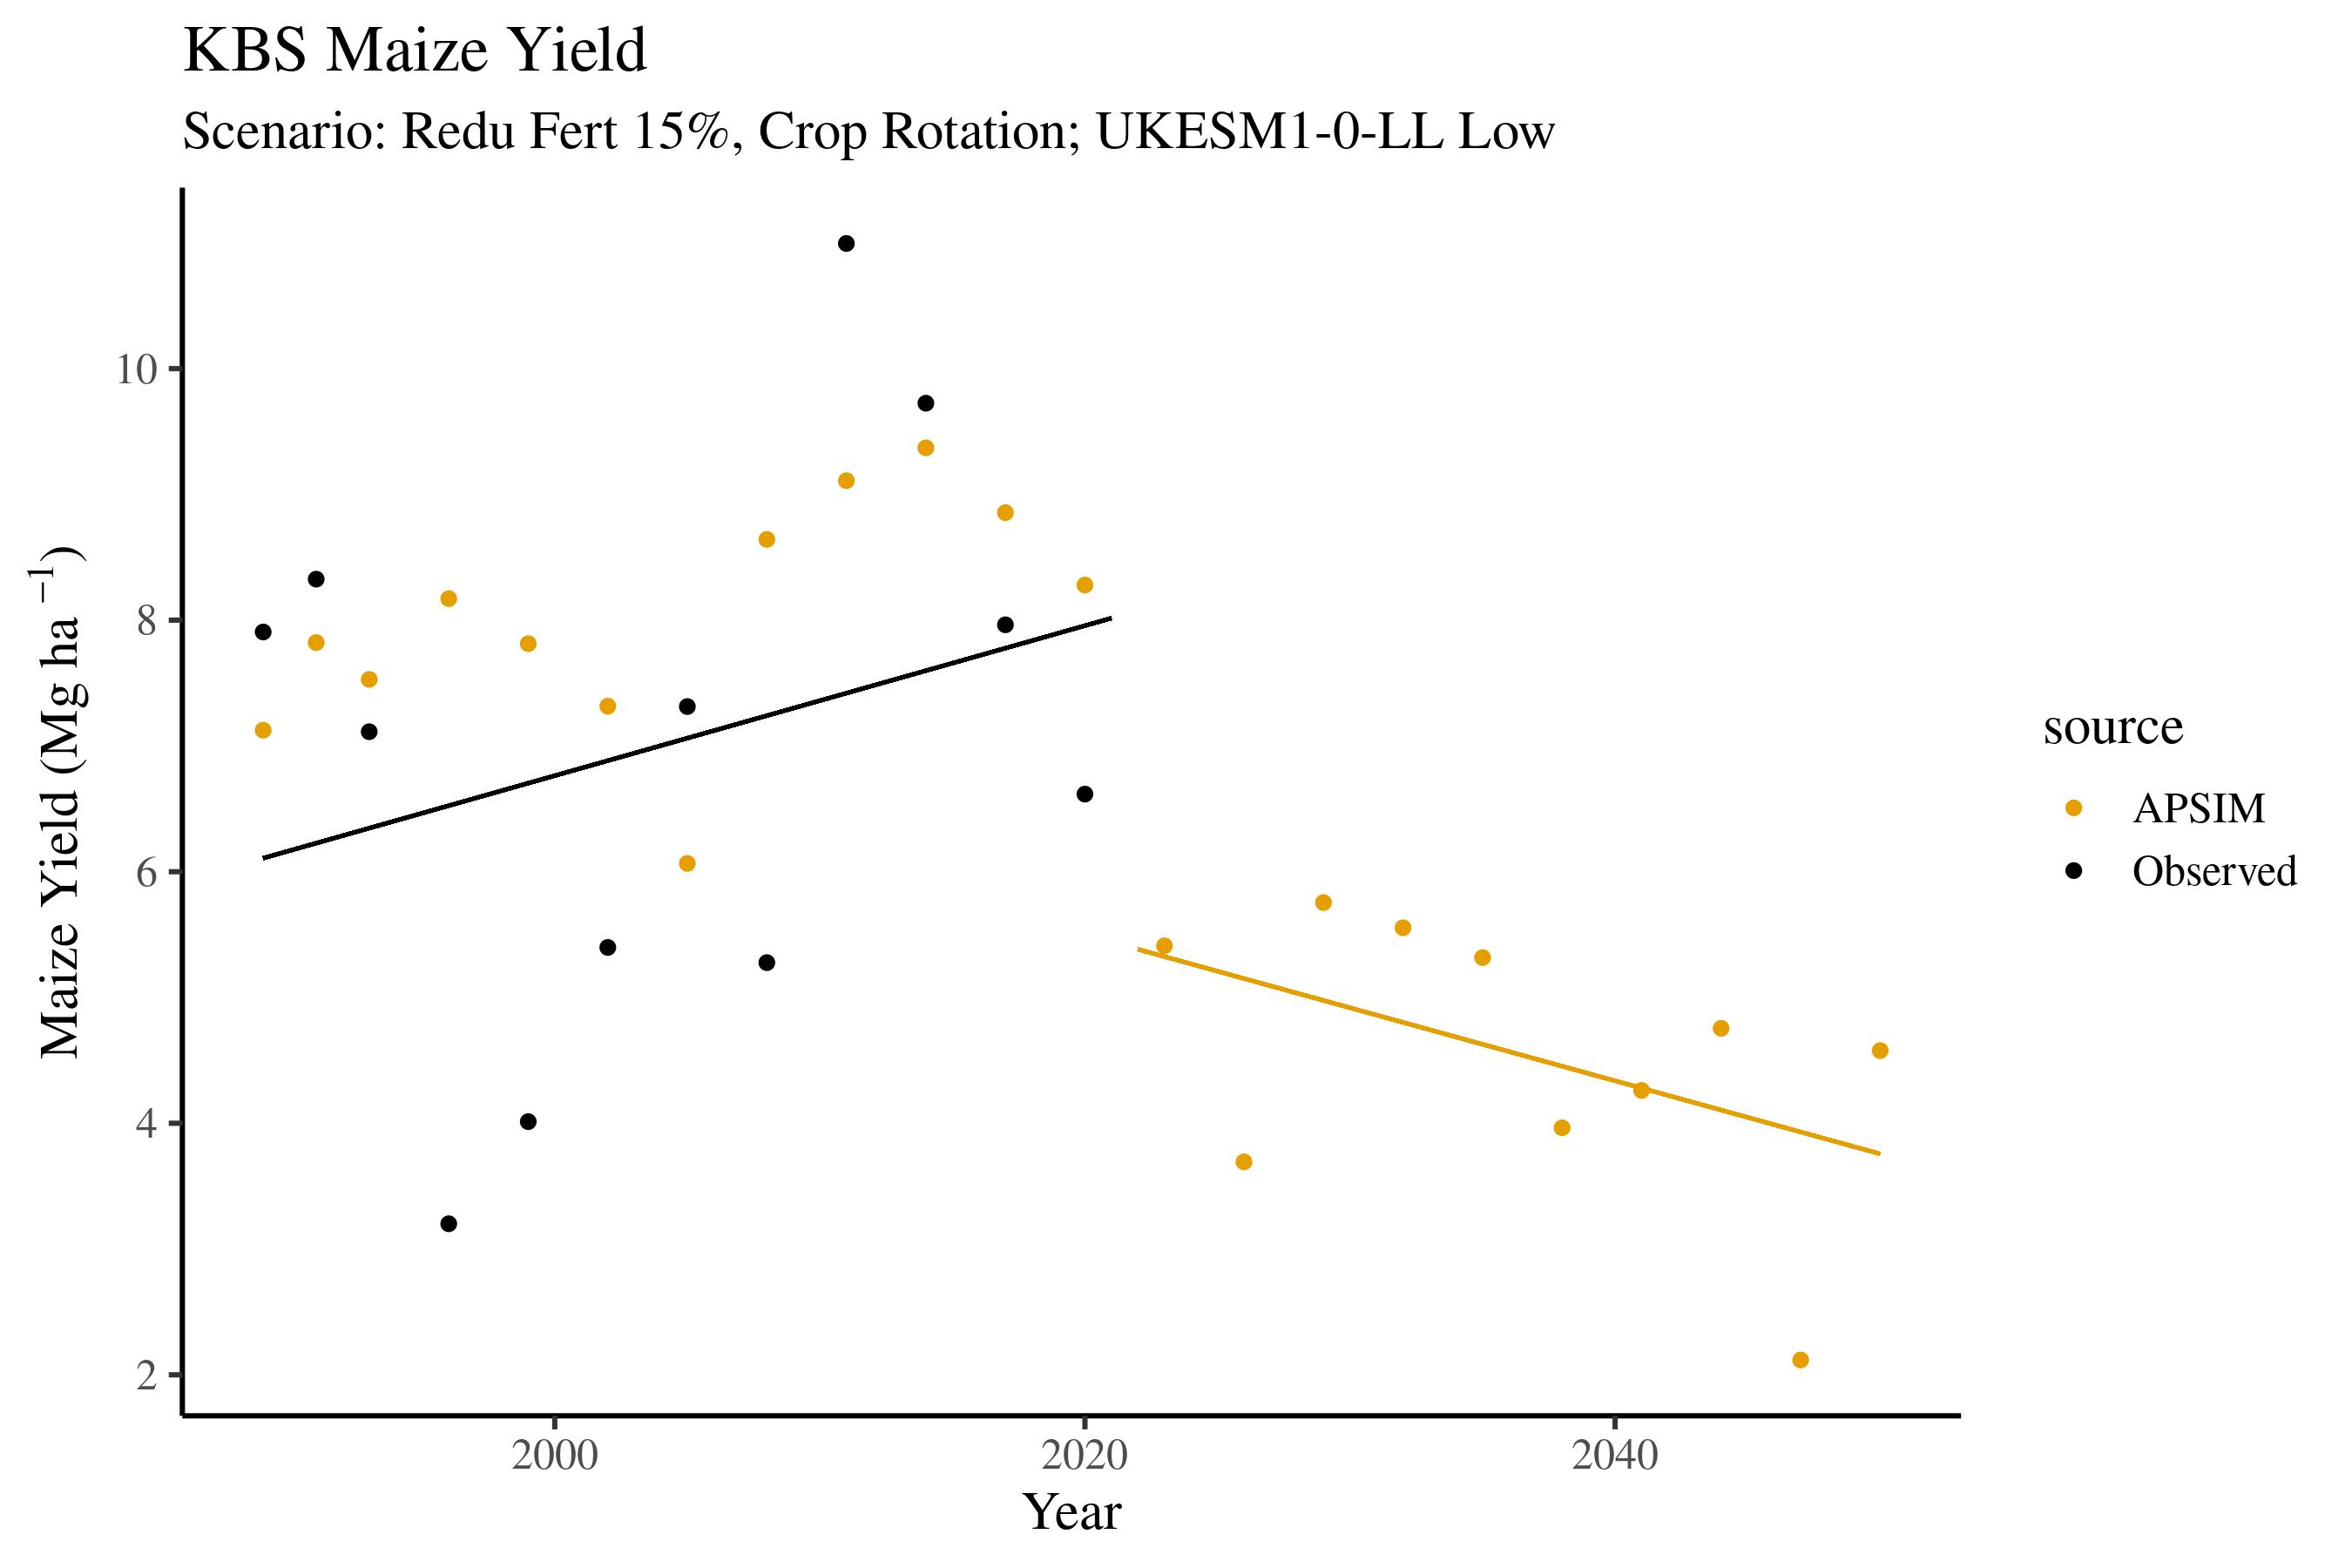 KBS Maize Yield
Scenario: Redu Fert 15%, Crop Rotation; UKESM1-0-LL Low
Maize Yield (Mg ha⁻¹)
10
8
6
4
2
2000
2020
2040
Year
source
APSIM
Observed